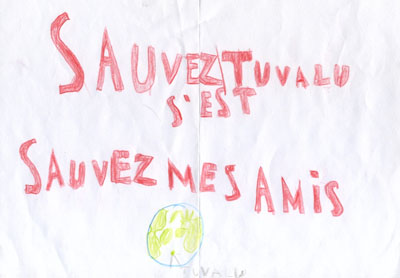 SAUVEZ TUVALU
S'EST
SAUVEZ MES AMIS
TUVALU